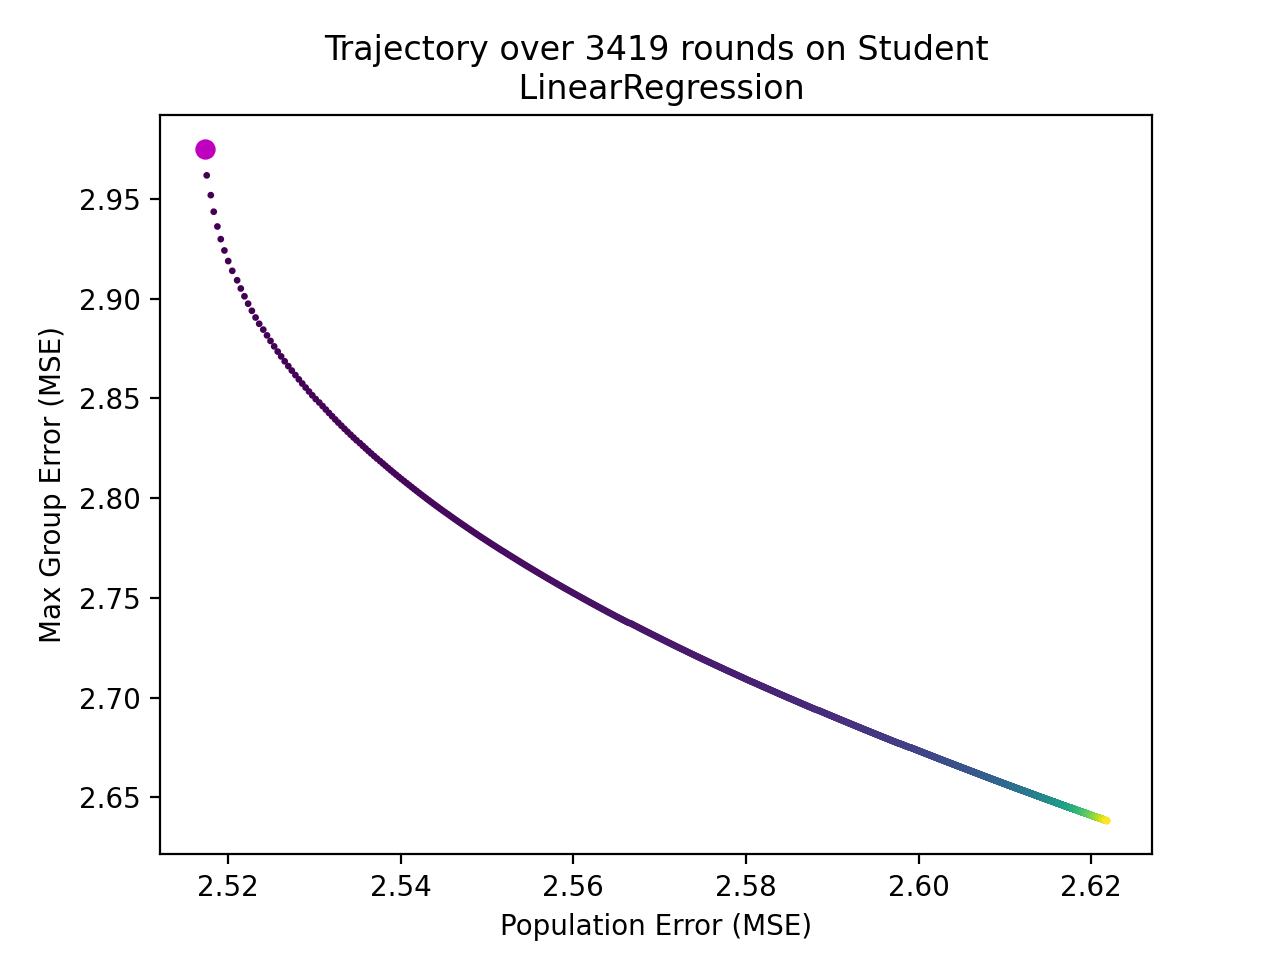 Trajectory over 3419 rounds on Student
LinearRegression
Max Group Error (MSE)
2.95
2.90
2.85
2.80
2.75
2.70
2.65
2.52 2.54 2.56 2.58 2.60 2.62
Population Error (MSE)